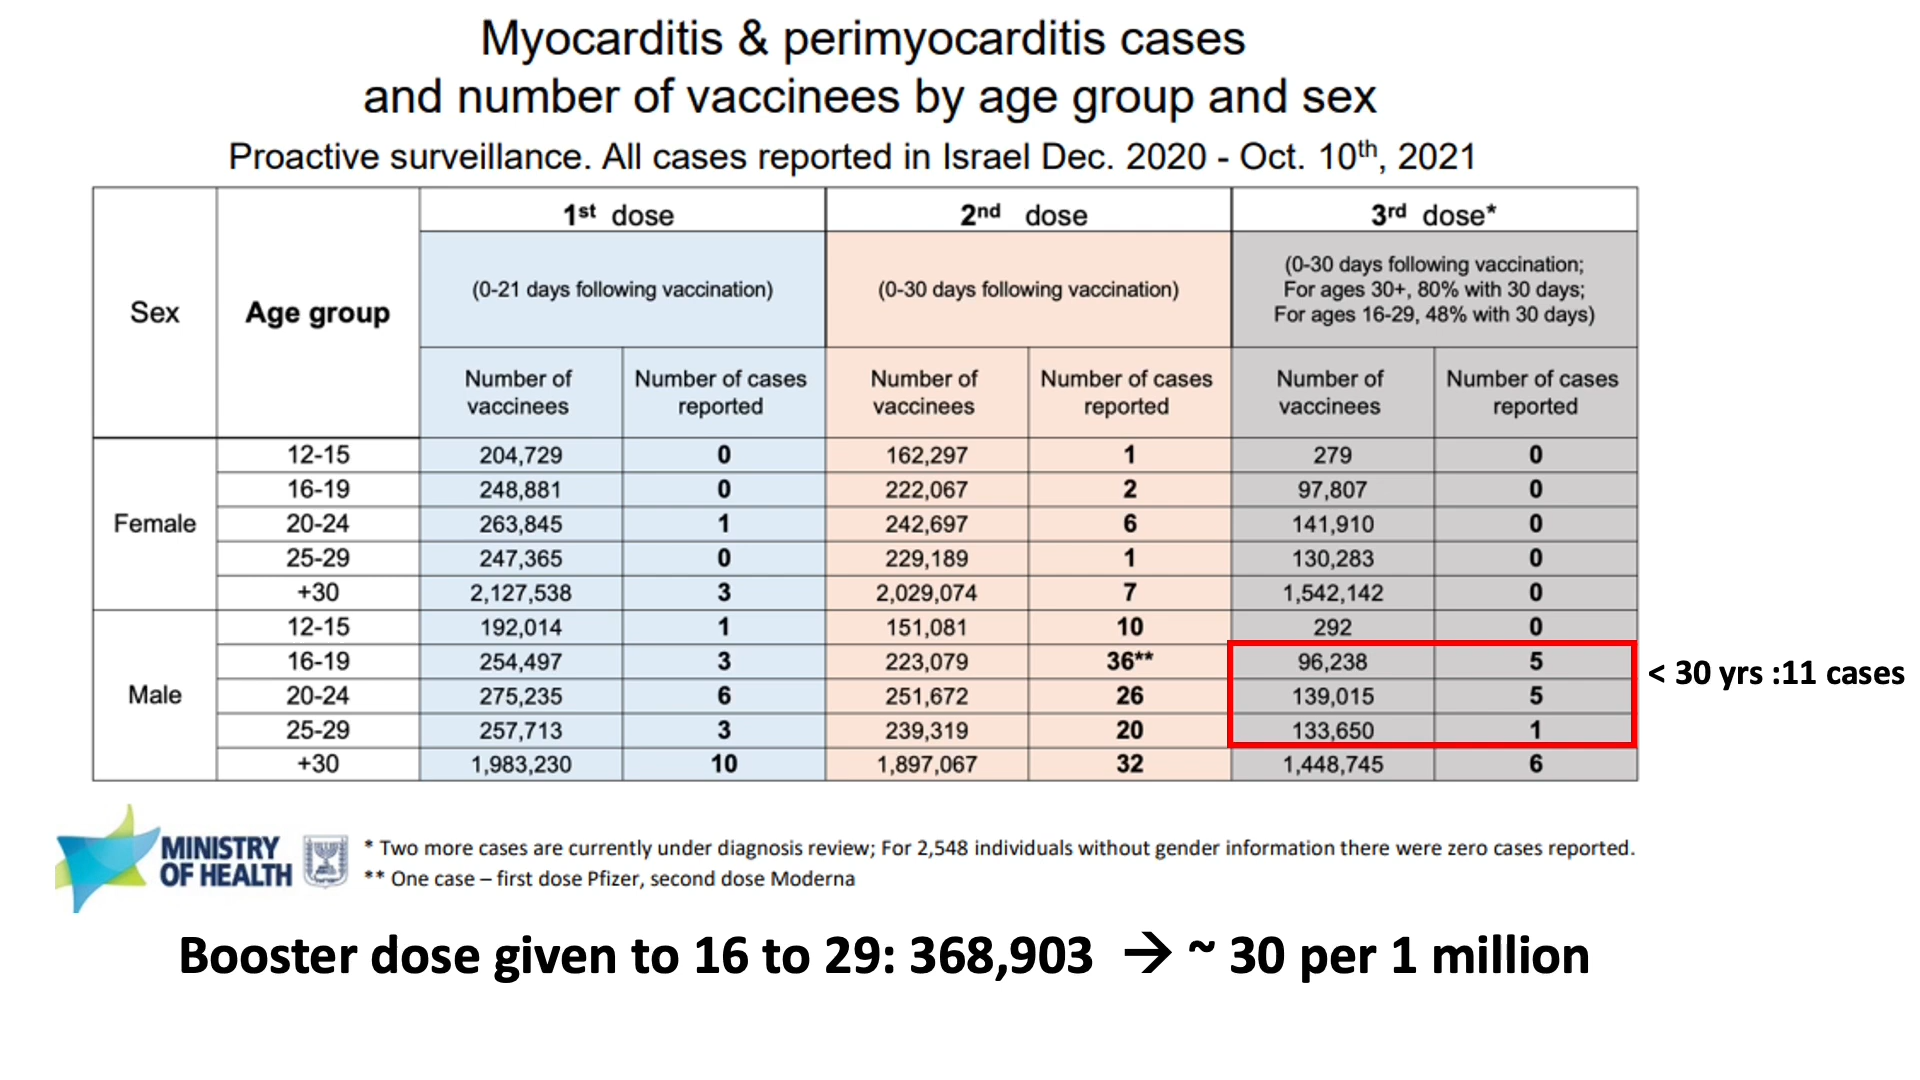 Myocarditis & perimyocarditis cases
and number of vaccinees by age group and sex
Proactive surveillance. All cases reported in Israel Dec. 2020 - Oct. 10th, 2021
Sex Age group 1st dose 2nd dose 3rd dose*
(0-21 days following vaccination) (0-30 days following vaccination) (0-30 days following vaccination;
For ages 30+, 80% with 30 days;
For ages 16-29, 48% with 30 days)
Number of vaccinees Number of cases reported Number of vaccinees Number of cases reported Number of vaccinees Number of cases reported
Female 12-15 204,729 0 162,297 1 279 0
16-19 248,881 0 222,067 2 97,807 0
20-24 263,845 1 242,697 6 141,910 0
25-29 247,365 0 229,189 1 130,283 0
+30 2,127,538 3 2,029,074 7 1,542,142 0
Male 12-15 192,014 1 151,081 10 292 0
16-19 254,497 3 223,079 36** 96,238 5
20-24 275,235 6 251,672 26 139,015 5
25-29 257,713 3 239,319 20 133,650 1
+30 1,983,230 10 1,897,067 32 1,448,745 6
< 30 yrs :11 cases
MINISTRY
OF HEALTH
* Two more cases are currently under diagnosis review; For 2,548 individuals without gender information there were zero cases reported.
** One case – first dose Pfizer, second dose Moderna
Booster dose given to 16 to 29: 368,903 → ~ 30 per 1 million